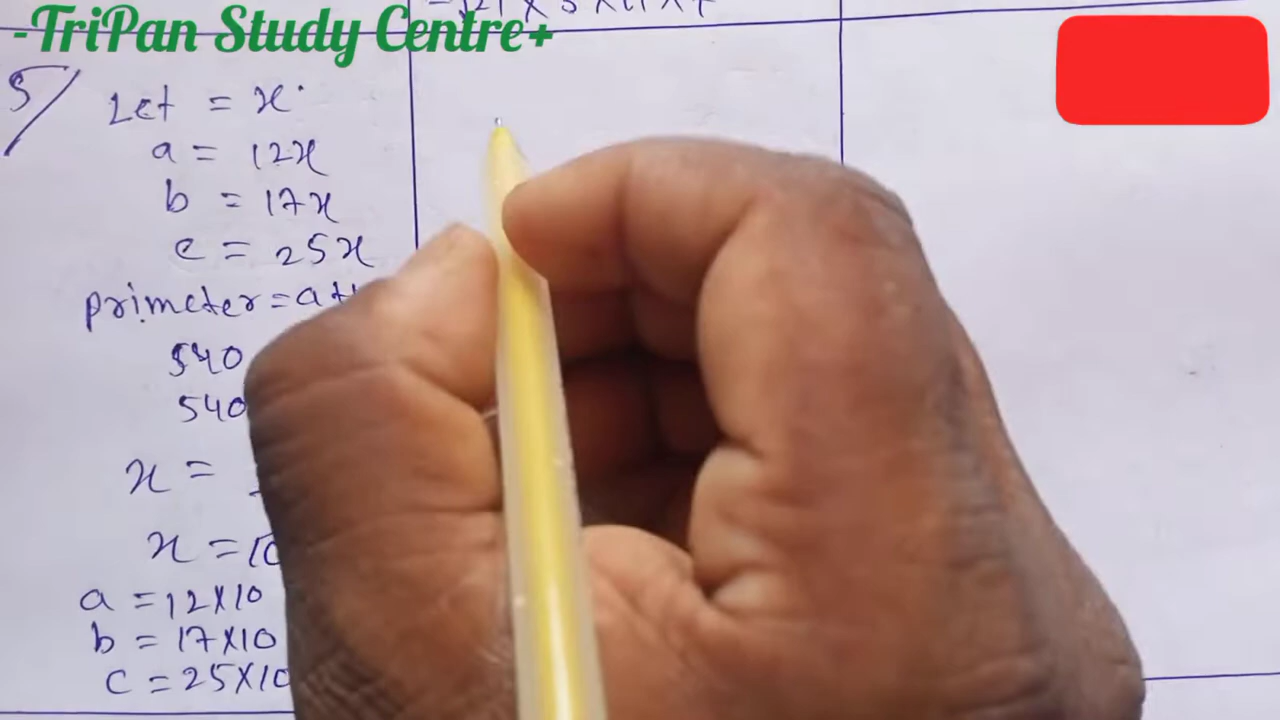 -TriPan Study Centre+
5/
Let = x
a = 12x
b = 17x
c = 25x
primeter = a+
540
540
x =
x = 10
a = 12×10
b = 17×10
c = 25×10